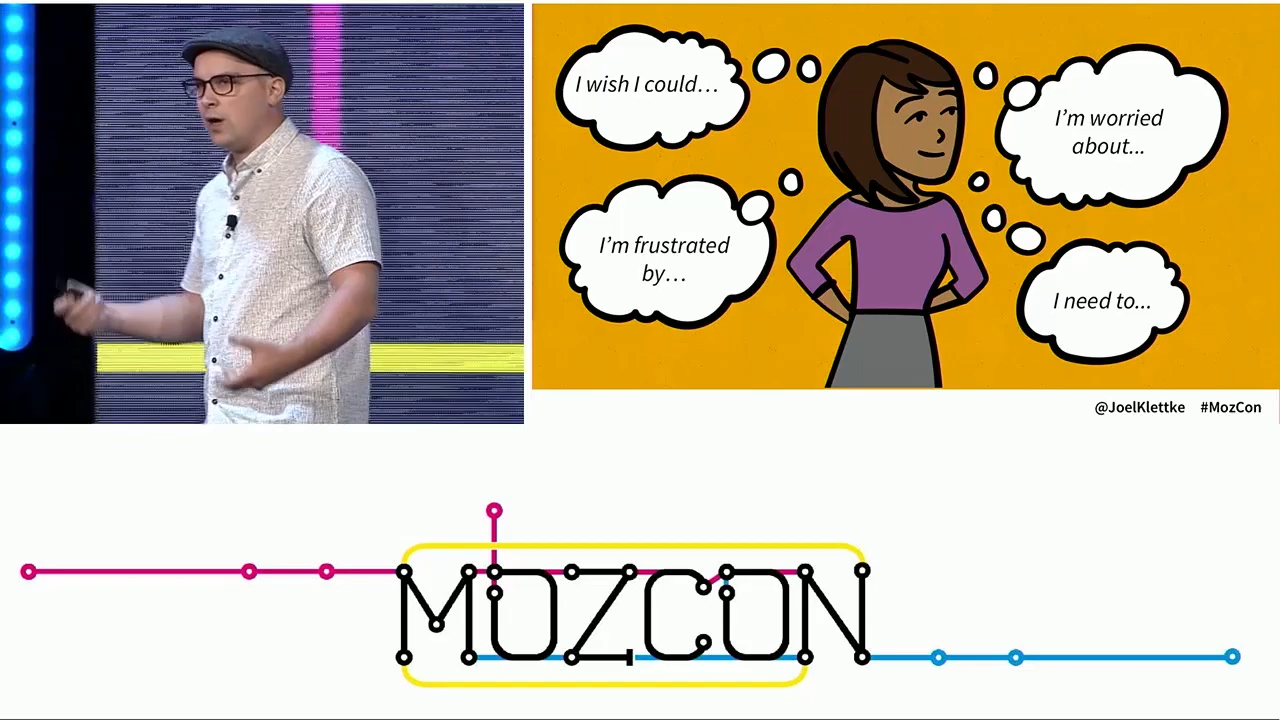 I wish I could…
I'm worried
about...
I'm frustrated
by…
I need to...
@JoelKlettke #MozCon
MOZCON